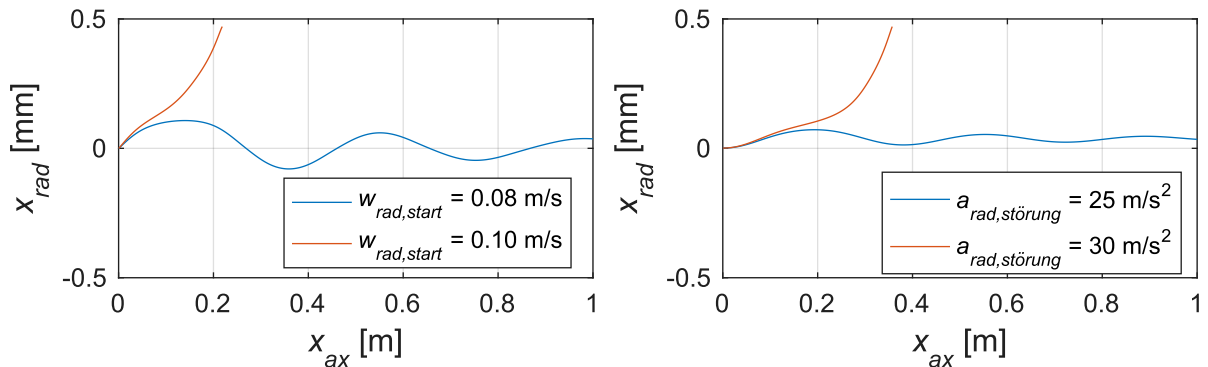 0.5
0
-0.5
x_rad [mm]
0 0.2 0.4 0.6 0.8 1
x_ax [m]
w_rad,start = 0.08 m/s
w_rad,start = 0.10 m/s
0.5
0
-0.5
x_rad [mm]
0 0.2 0.4 0.6 0.8 1
x_ax [m]
a_rad,störung = 25 m/s²
a_rad,störung = 30 m/s²